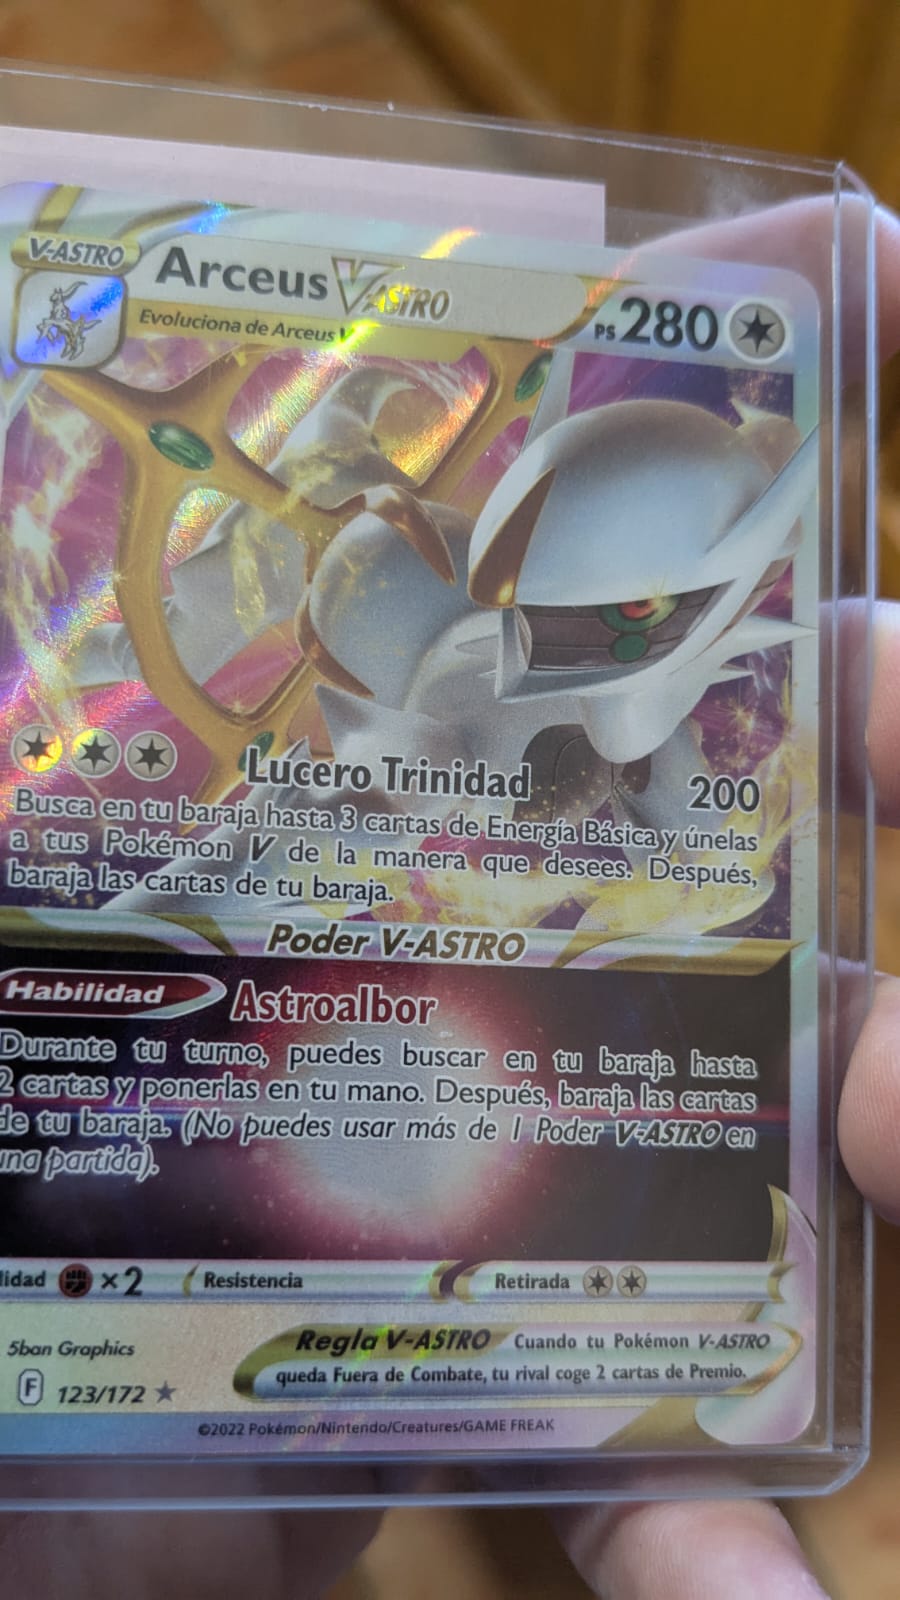 V-ASTRO
Arceus VASTRO
Evoluciona de Arceus V
PS 280
Lucero Trinidad 200
Busca en tu baraja hasta 3 cartas de Energía Básica y únelas
a tus Pokémon V de la manera que desees. Después,
baraja las cartas de tu baraja.
Poder V-ASTRO
Habilidad Astroalbor
Durante tu turno, puedes buscar en tu baraja hasta
2 cartas y ponerlas en tu mano. Después, baraja las cartas
de tu baraja. (No puedes usar más de 1 Poder V-ASTRO en
una partida).
lidad ×2 Resistencia Retirada
5ban Graphics
Regla V-ASTRO Cuando tu Pokémon V-ASTRO
queda Fuera de Combate, tu rival coge 2 cartas de Premio.
F 123/172 ★
©2022 Pokémon/Nintendo/Creatures/GAME FREAK